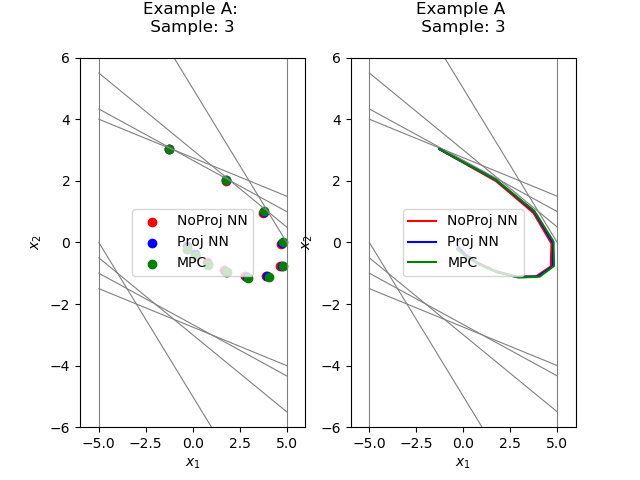 Example A:
Sample: 3
6
4
2
0
−2
−4
−6
x₂
NoProj NN
Proj NN
MPC
−5.0
−2.5
0.0
2.5
5.0
x₁
Example A
Sample: 3
6
4
2
0
−2
−4
−6
x₂
NoProj NN
Proj NN
MPC
−5.0
−2.5
0.0
2.5
5.0
x₁